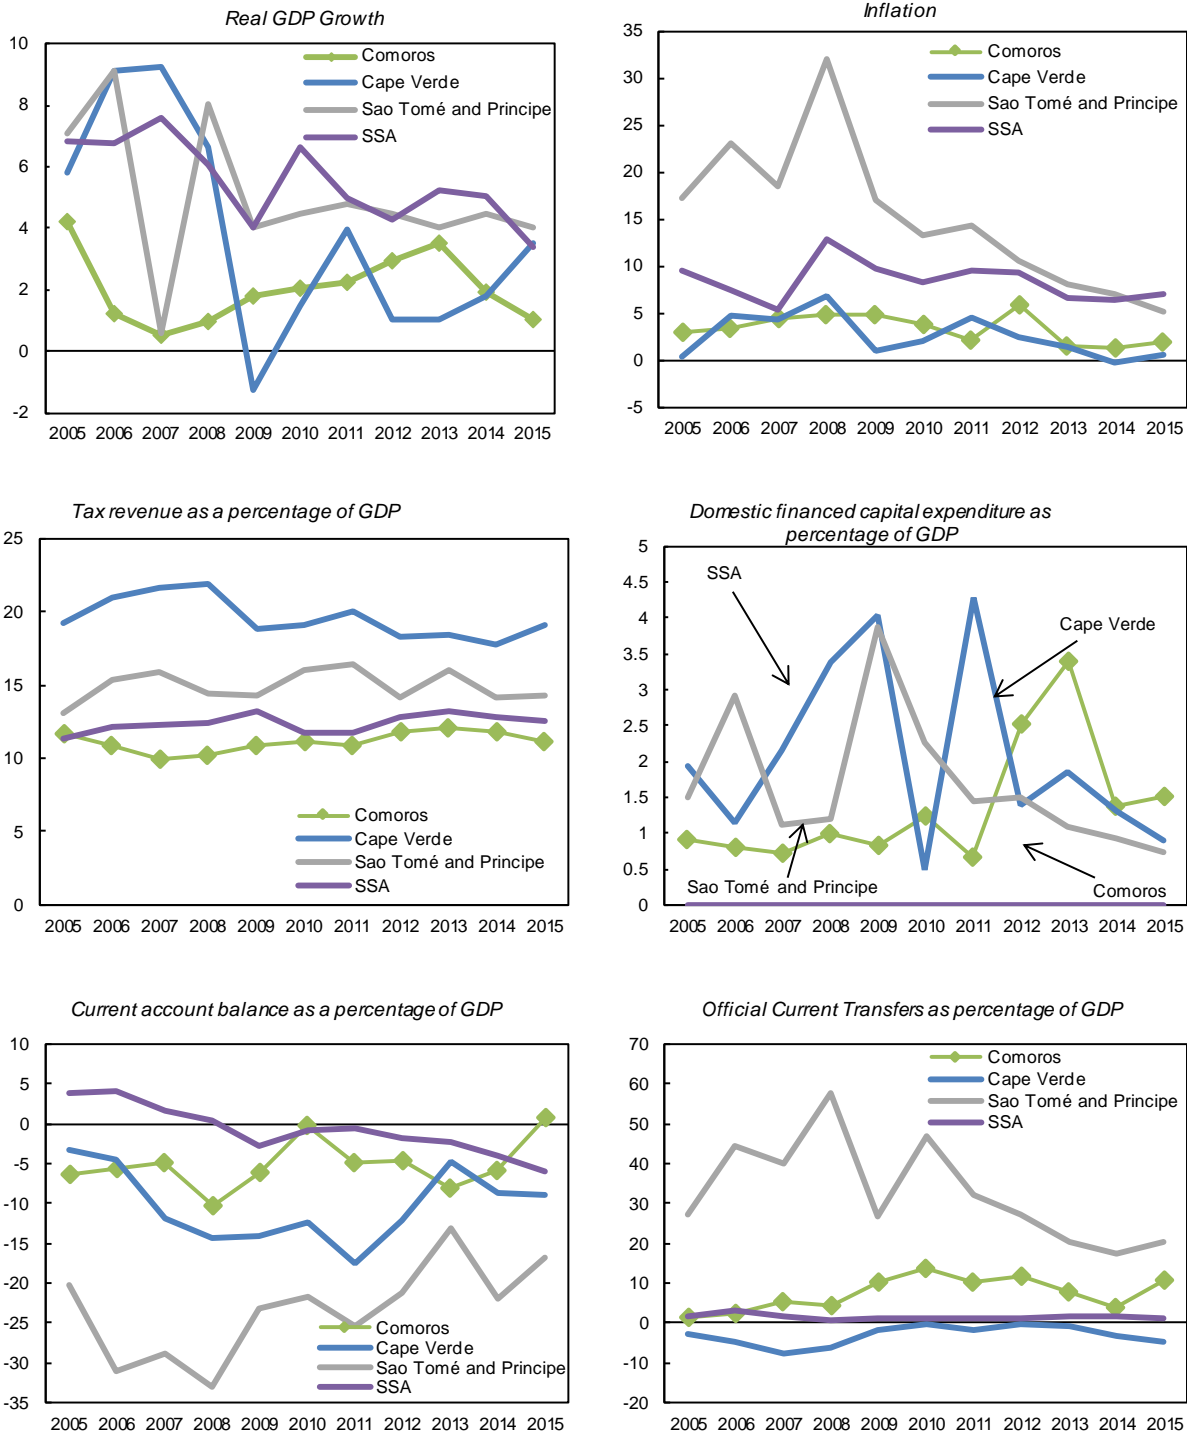 Real GDP Growth
10
8
6
4
2
0
-2
Comoros
Cape Verde
Sao Tomé and Principe
SSA
2005 2006 2007 2008 2009 2010 2011 2012 2013 2014 2015
Inflation
35
30
25
20
15
10
5
0
-5
Comoros
Cape Verde
Sao Tomé and Principe
SSA
2005 2006 2007 2008 2009 2010 2011 2012 2013 2014 2015
Tax revenue as a percentage of GDP
25
20
15
10
5
0
Comoros
Cape Verde
Sao Tomé and Principe
SSA
2005 2006 2007 2008 2009 2010 2011 2012 2013 2014 2015
Domestic financed capital expenditure as
percentage of GDP
5
4.5
4
3.5
3
2.5
2
1.5
1
0.5
0
SSA
Cape Verde
Sao Tomé and Principe
Comoros
2005 2006 2007 2008 2009 2010 2011 2012 2013 2014 2015
Current account balance as a percentage of GDP
10
5
0
-5
-10
-15
-20
-25
-30
-35
Comoros
Cape Verde
Sao Tomé and Principe
SSA
2005 2006 2007 2008 2009 2010 2011 2012 2013 2014 2015
Official Current Transfers as percentage of GDP
70
60
50
40
30
20
10
0
-10
-20
Comoros
Cape Verde
Sao Tomé and Principe
SSA
2005 2006 2007 2008 2009 2010 2011 2012 2013 2014 2015